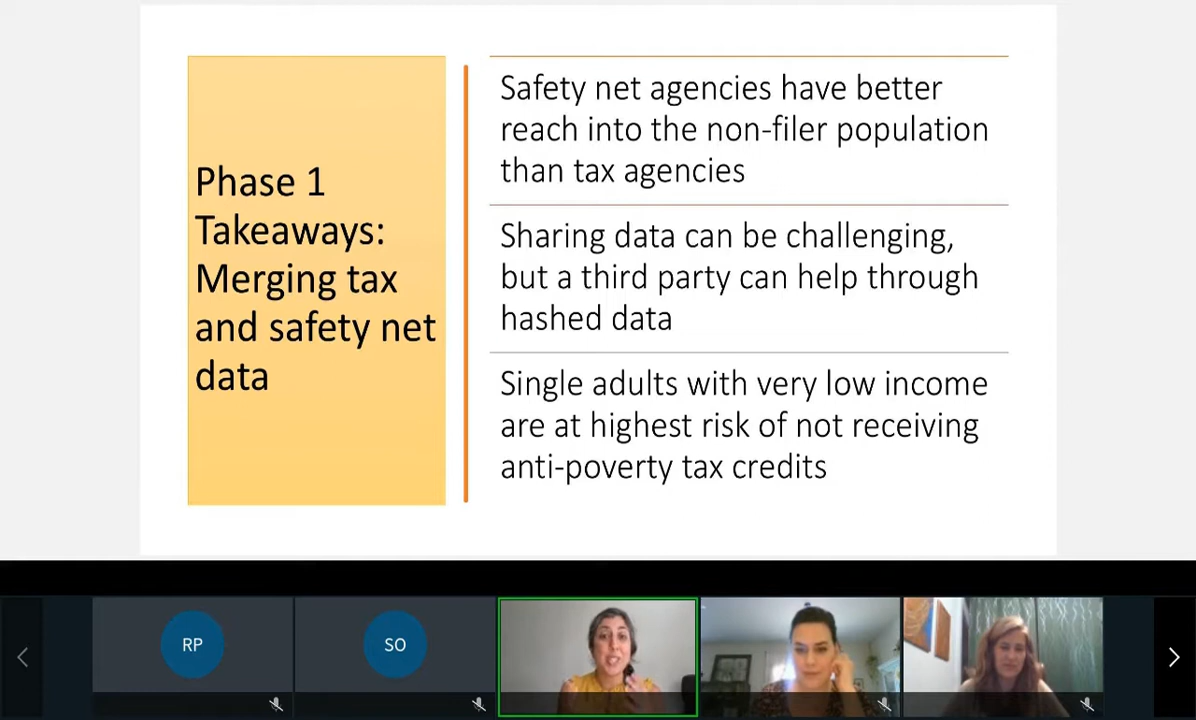 Phase 1
Takeaways:
Merging tax
and safety net
data
Safety net agencies have better
reach into the non-filer population
than tax agencies
Sharing data can be challenging,
but a third party can help through
hashed data
Single adults with very low income
are at highest risk of not receiving
anti-poverty tax credits
RP
SO